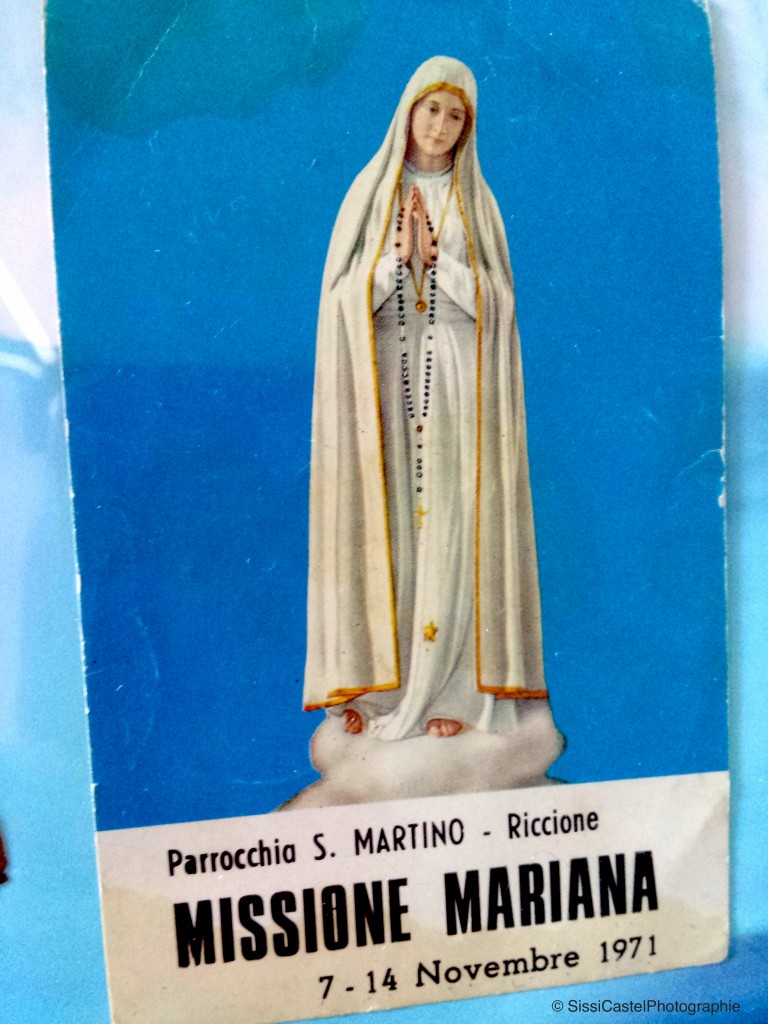 Parrocchia S. MARTINO - Riccione
MISSIONE MARIANA
7 - 14 Novembre 1971
© SissiCastelPhotographie